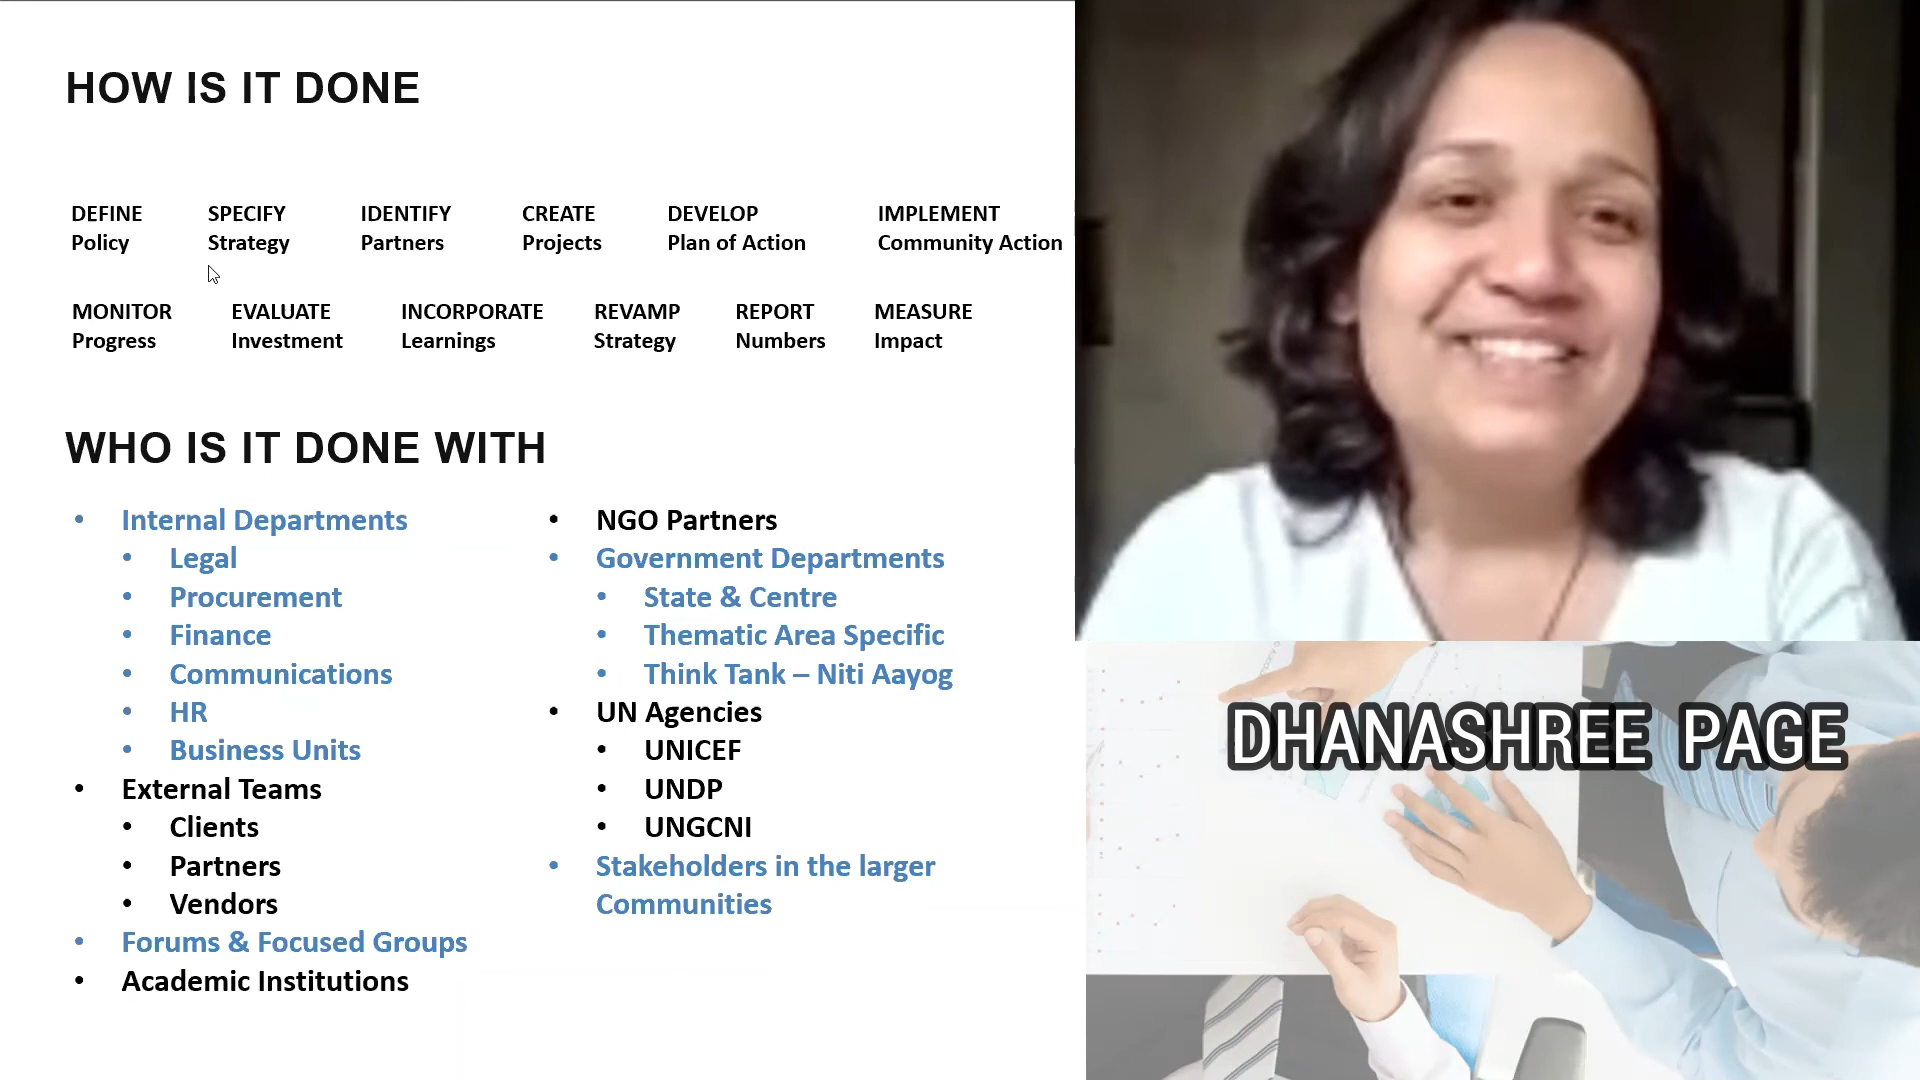 HOW IS IT DONE
DEFINE SPECIFY IDENTIFY CREATE DEVELOP IMPLEMENT
Policy Strategy Partners Projects Plan of Action Community Action
MONITOR EVALUATE INCORPORATE REVAMP REPORT MEASURE
Progress Investment Learnings Strategy Numbers Impact
WHO IS IT DONE WITH
• Internal Departments
• Legal
• Procurement
• Finance
• Communications
• HR
• Business Units
• External Teams
• Clients
• Partners
• Vendors
• Forums & Focused Groups
• Academic Institutions
• NGO Partners
• Government Departments
• State & Centre
• Thematic Area Specific
• Think Tank – Niti Aayog
• UN Agencies
• UNICEF
• UNDP
• UNGCNI
• Stakeholders in the larger
Communities
DHANASHREE PAGE